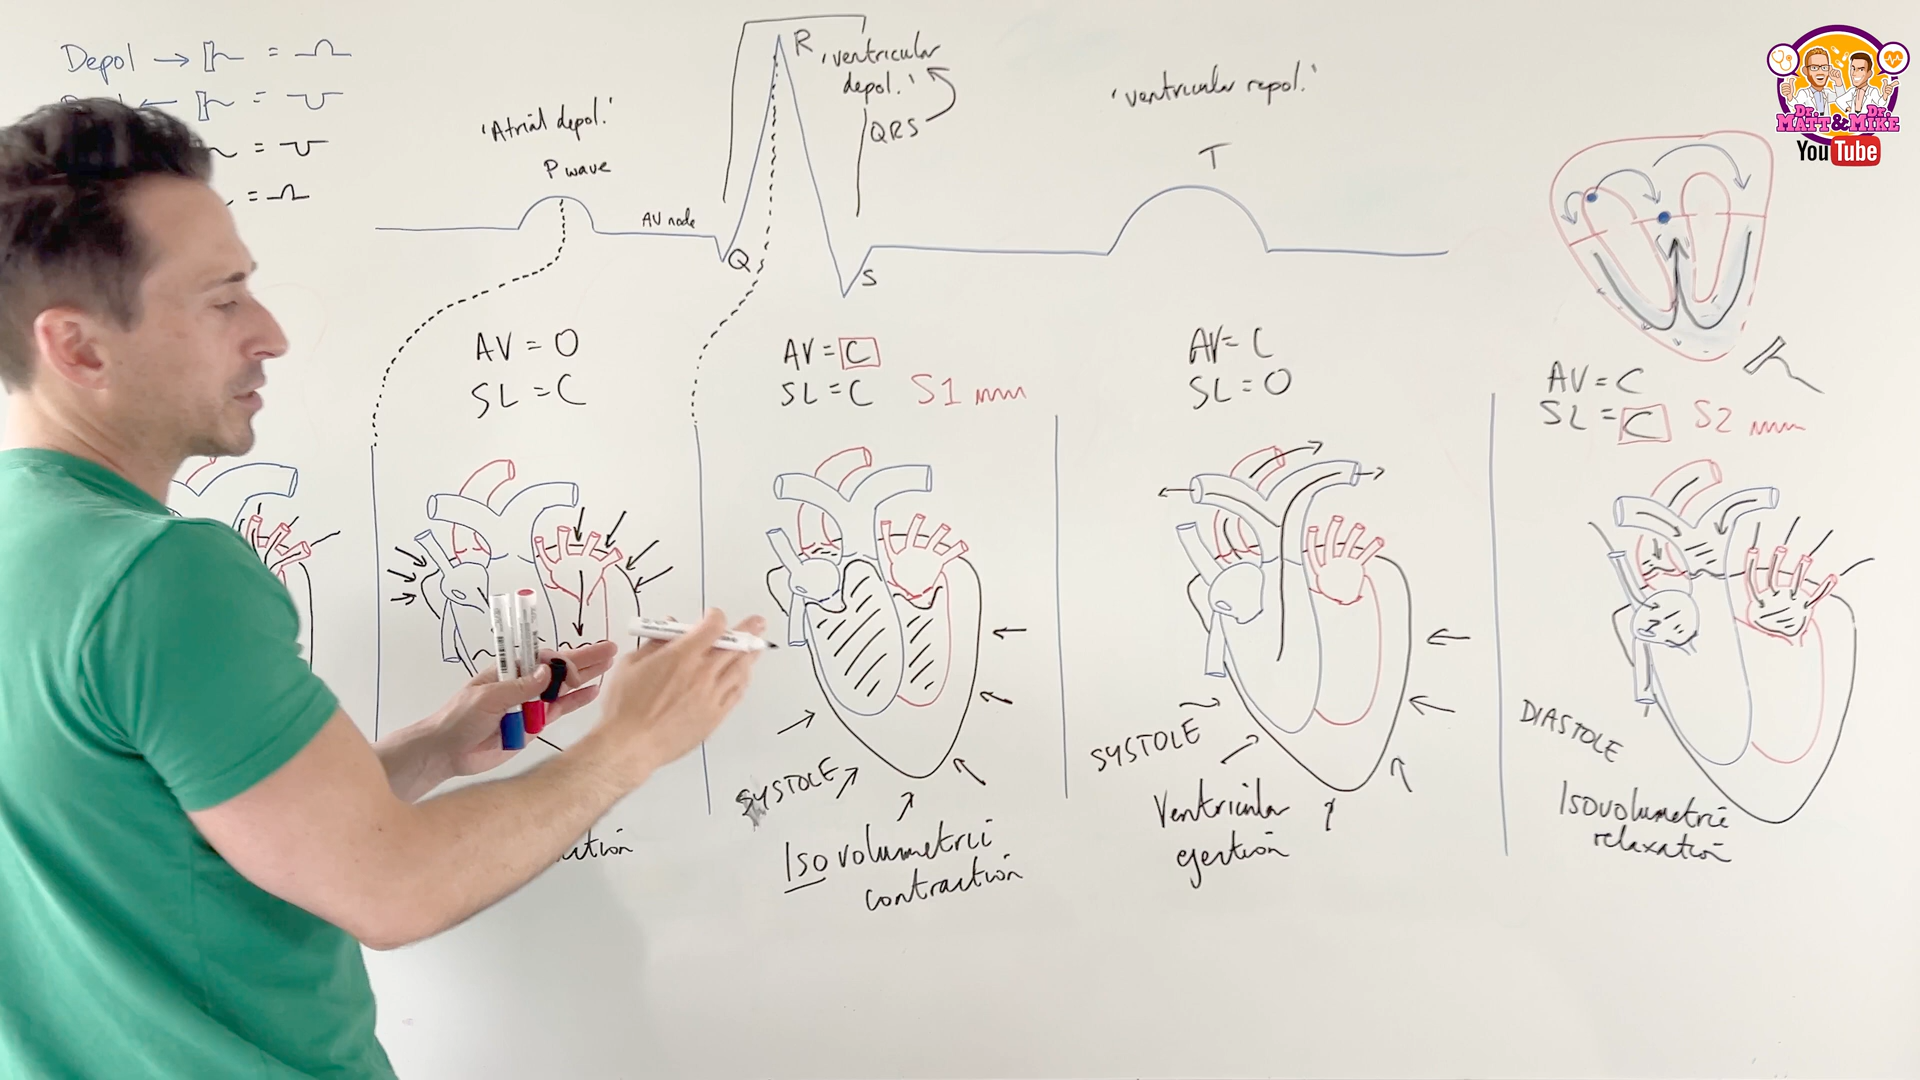 Depol → =
=
=
=
'Atrial depol.'
P wave
AV node
R
'ventricular
depol.'
QRS
Q
S
'ventricular repol.'
T
Dr. Dr.
MATT & MIKE
YouTube
AV = O
SL = C
AV = C
SL = C S1
AV = C
SL = O
AV = C
SL = C S2
SYSTOLE
Isovolumetric
contraction
SYSTOLE
Ventricular
ejection
DIASTOLE
Isovolumetric
relaxation